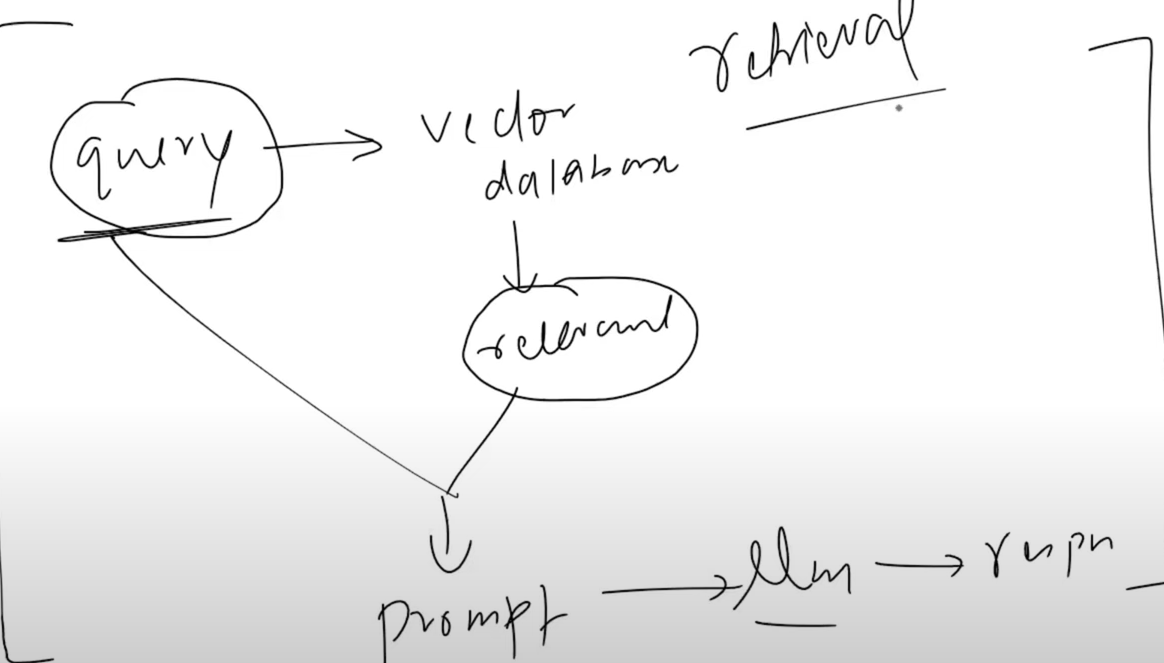 retrieval
query
vector
database
relevant
prompt
llm
respn